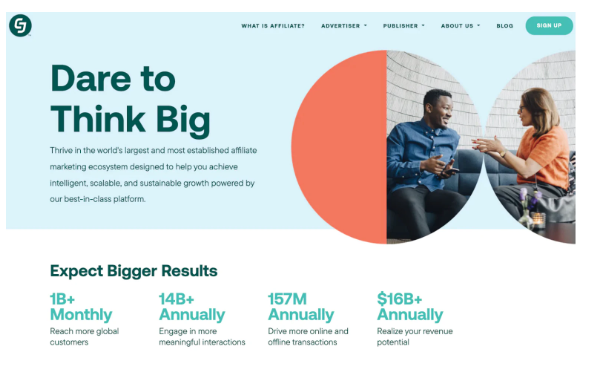 CJ
WHAT IS AFFILIATE? ADVERTISER PUBLISHER ABOUT US BLOG SIGN UP
Dare to
Think Big
Thrive in the world's largest and most established affiliate
marketing ecosystem designed to help you achieve
intelligent, scalable, and sustainable growth powered by
our best-in-class platform.
Expect Bigger Results
1B+
Monthly
Reach more global
customers
14B+
Annually
Engage in more
meaningful interactions
157M
Annually
Drive more online and
offline transactions
$16B+
Annually
Realize your revenue
potential